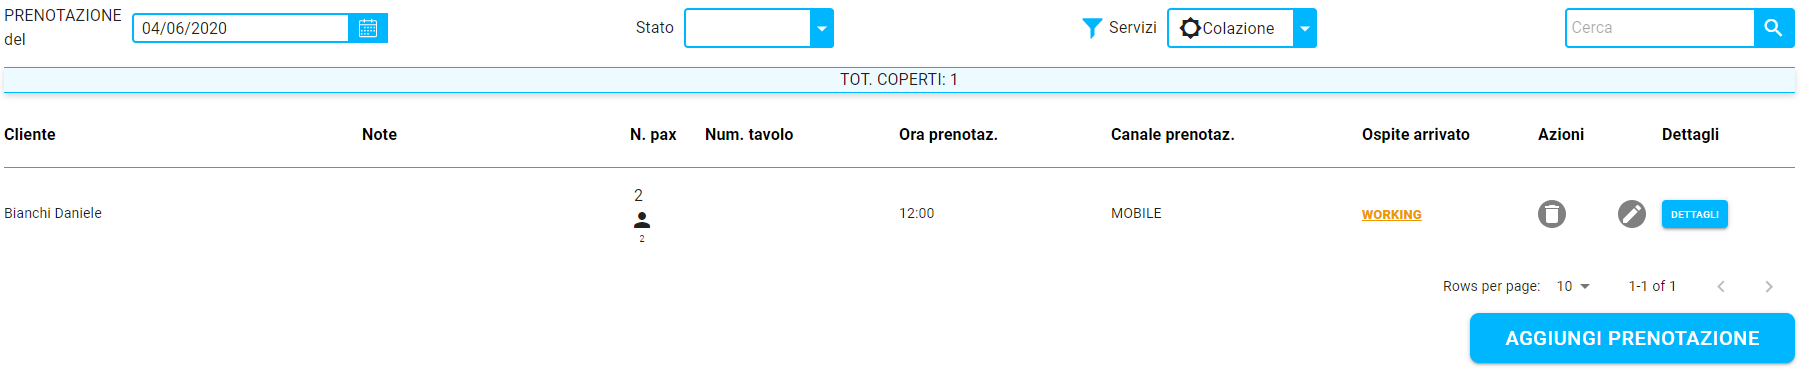 PRENOTAZIONE
del
04/06/2020
Stato
Servizi
Colazione
Cerca
TOT. COPERTI: 1
Cliente Note N. pax Num. tavolo Ora prenotaz. Canale prenotaz. Ospite arrivato Azioni Dettagli
2
Bianchi Daniele 12:00 MOBILE WORKING DETTAGLI
2
Rows per page: 10 1-1 of 1
AGGIUNGI PRENOTAZIONE